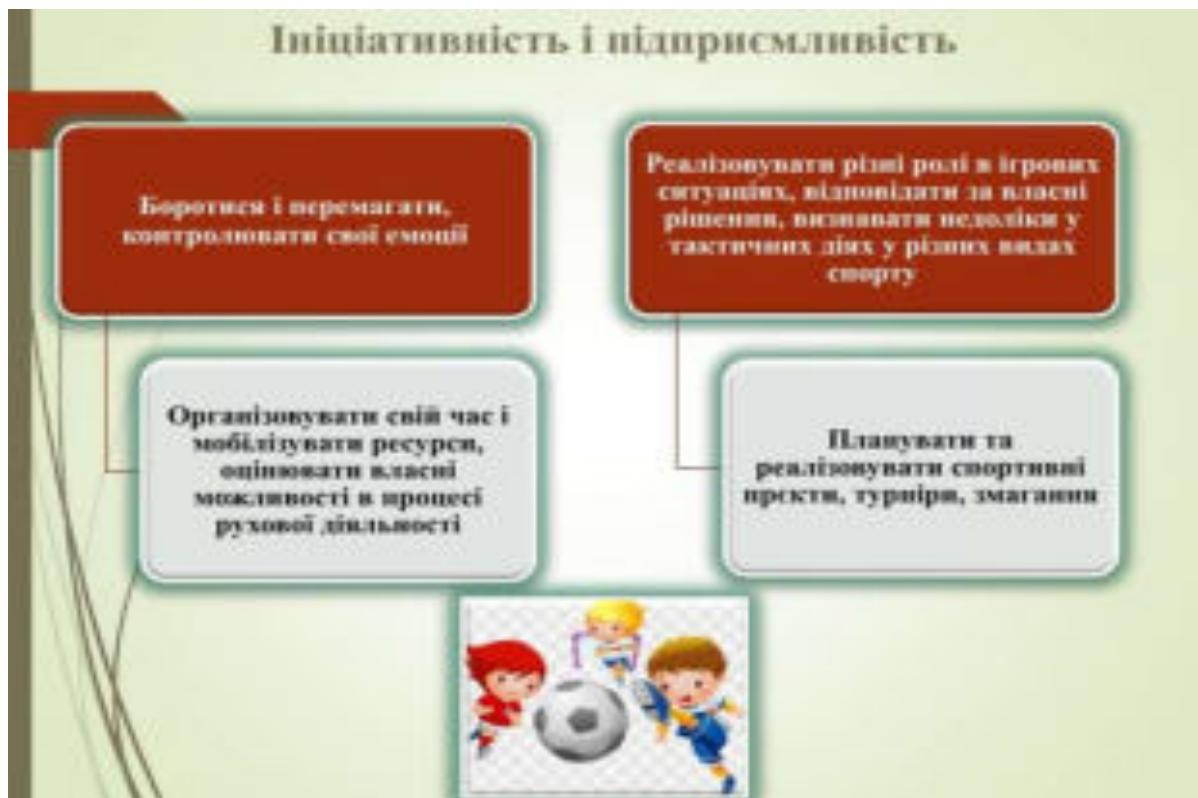 Ініціативність і підприємливість
Боротися і перемагати,
контролювати свої емоції
Організовувати свій час і
мобілізувати ресурси,
оцінювати власні
можливості в процесі
рухової діяльності
Реалізовувати різні ролі в ігрових
ситуаціях, відповідати за власні
рішення, визнавати недоліки у
тактичних діях у різних видах
спорту
Планувати та
реалізовувати спортивні
прєкти, турніри, змагання